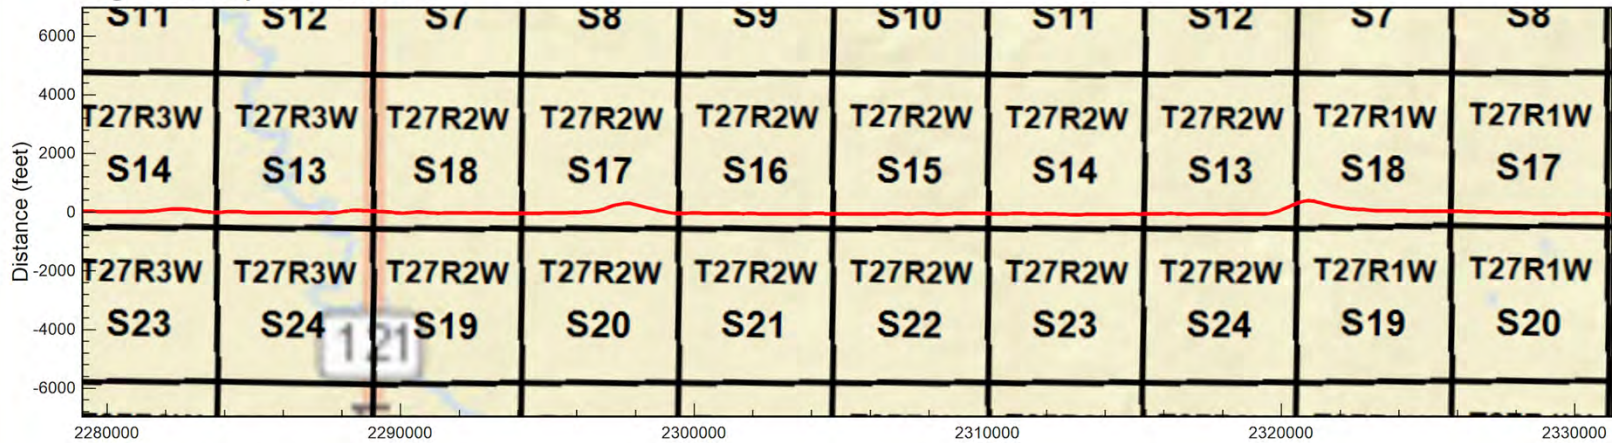 S11 S12 S7 S8 S9 S10 S11 S12 S7 S8
6000
4000
T27R3W T27R3W T27R2W T27R2W T27R2W T27R2W T27R2W T27R2W T27R1W T27R1W
2000
S14 S13 S18 S17 S16 S15 S14 S13 S18 S17
Distance (feet)
0
-2000
T27R3W T27R3W T27R2W T27R2W T27R2W T27R2W T27R2W T27R2W T27R1W T27R1W
S23 S24 S19 S20 S21 S22 S23 S24 S19 S20
-4000
121
-6000
2280000 2290000 2300000 2310000 2320000 2330000